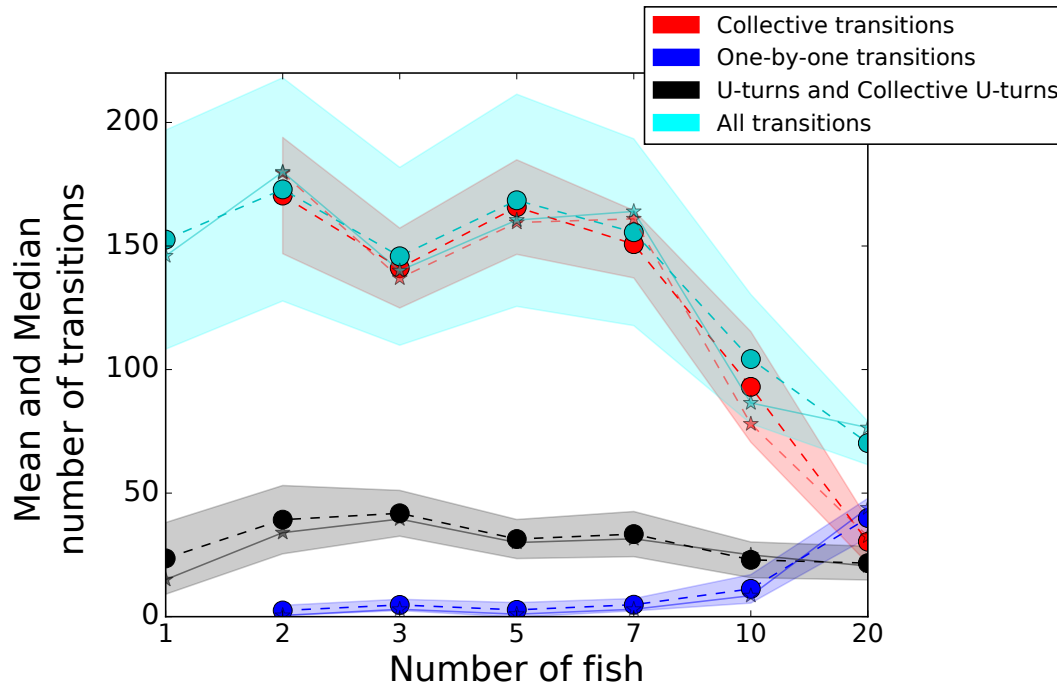 Collective transitions
One-by-one transitions
U-turns and Collective U-turns
All transitions
Mean and Median
number of transitions
200
150
100
50
0
1 2 3 5 7 10 20
Number of fish